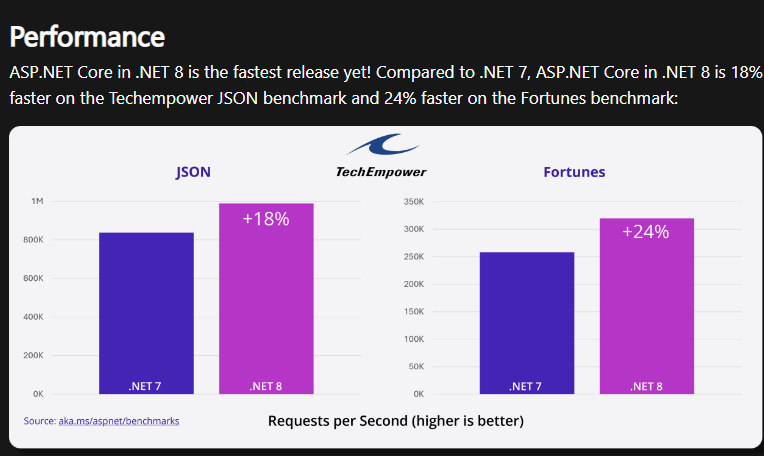 Performance
ASP.NET Core in .NET 8 is the fastest release yet! Compared to .NET 7, ASP.NET Core in .NET 8 is 18%
faster on the Techempower JSON benchmark and 24% faster on the Fortunes benchmark:
TechEmpower
JSON
1M
800K
600K
400K
200K
0K
+18%
.NET 7
.NET 8
Fortunes
350K
300K
250K
200K
150K
100K
50K
0K
+24%
.NET 7
.NET 8
Source: aka.ms/aspnet/benchmarks
Requests per Second (higher is better)